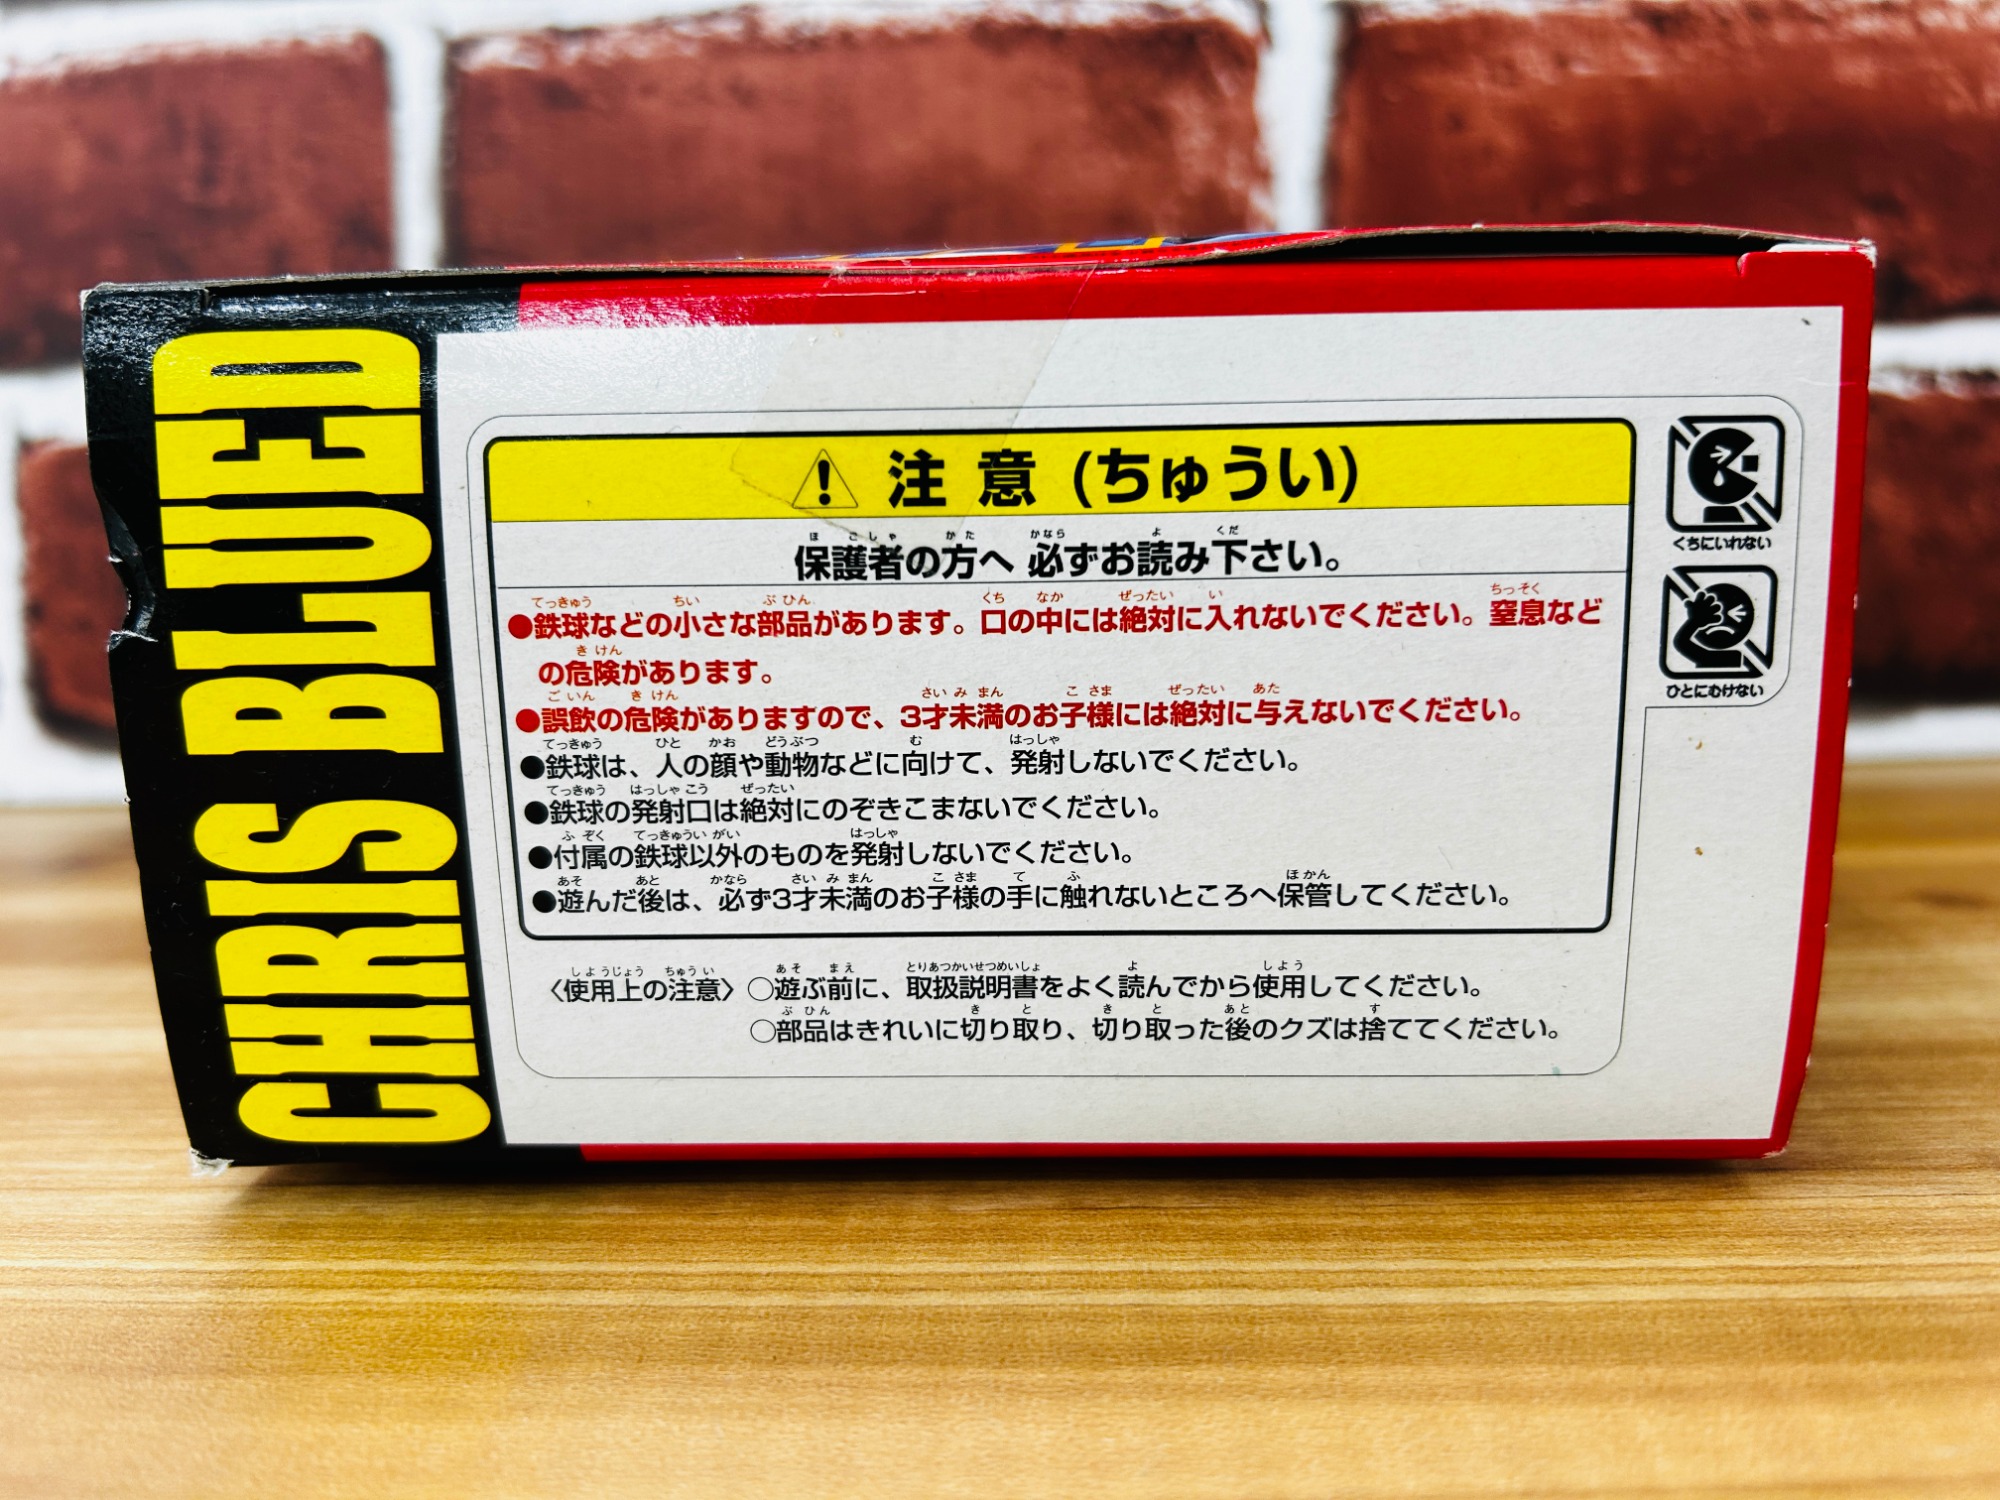 CHRIS BLUED
注意(ちゅうい)
保護者の方へ 必ずお読み下さい。
●鉄球などの小さな部品があります。口の中には絶対に入れないでください。窒息など
の危険があります。
●誤飲の危険がありますので、3才未満のお子様には絶対に与えないでください。
●鉄球は、人の顔や動物などに向けて、発射しないでください。
●鉄球の発射口は絶対にのぞきこまないでください。
●付属の鉄球以外のものを発射しないでください。
●遊んだ後は、必ず3才未満のお子様の手に触れないところへ保管してください。
〈使用上の注意〉○遊ぶ前に、取扱説明書をよく読んでから使用してください。
○部品はきれいに切り取り、切り取った後のクズは捨ててください。
くちにいれない
ひとにむけない